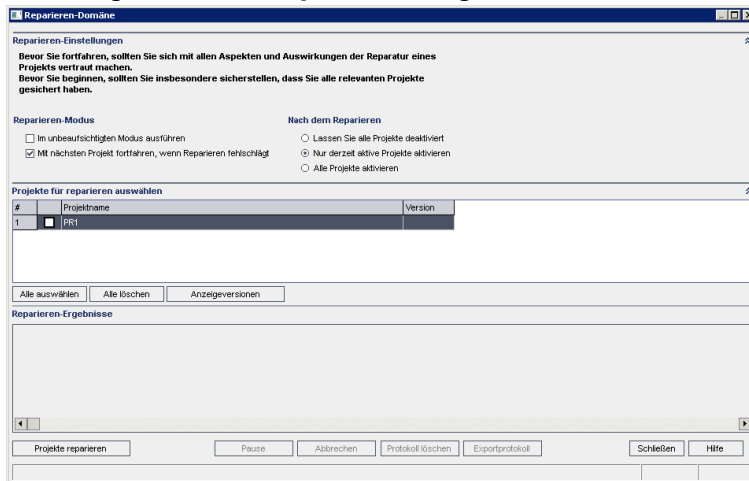 Reparieren-Domäne
Reparieren-Einstellungen
Bevor Sie fortfahren, sollten Sie sich mit allen Aspekten und Auswirkungen der Reparatur eines
Projekts vertraut machen.
Bevor Sie beginnen, sollten Sie insbesondere sicherstellen, dass Sie alle relevanten Projekte
gesichert haben.
Reparieren-Modus
Im unbeaufsichtigten Modus ausführen
Mit nächsten Projekt fortfahren, wenn Reparieren fehlschlägt
Nach dem Reparieren
Lassen Sie alle Projekte deaktiviert
Nur derzeit aktive Projekte aktivieren
Alle Projekte aktivieren
Projekte für reparieren auswählen
# Projektname Version
1 PR1
Alle auswählen Alle löschen Anzeigeversionen
Reparieren-Ergebnisse
Projekte reparieren Pause Abbrechen Protokoll löschen Exportprotokoll Schließen Hilfe